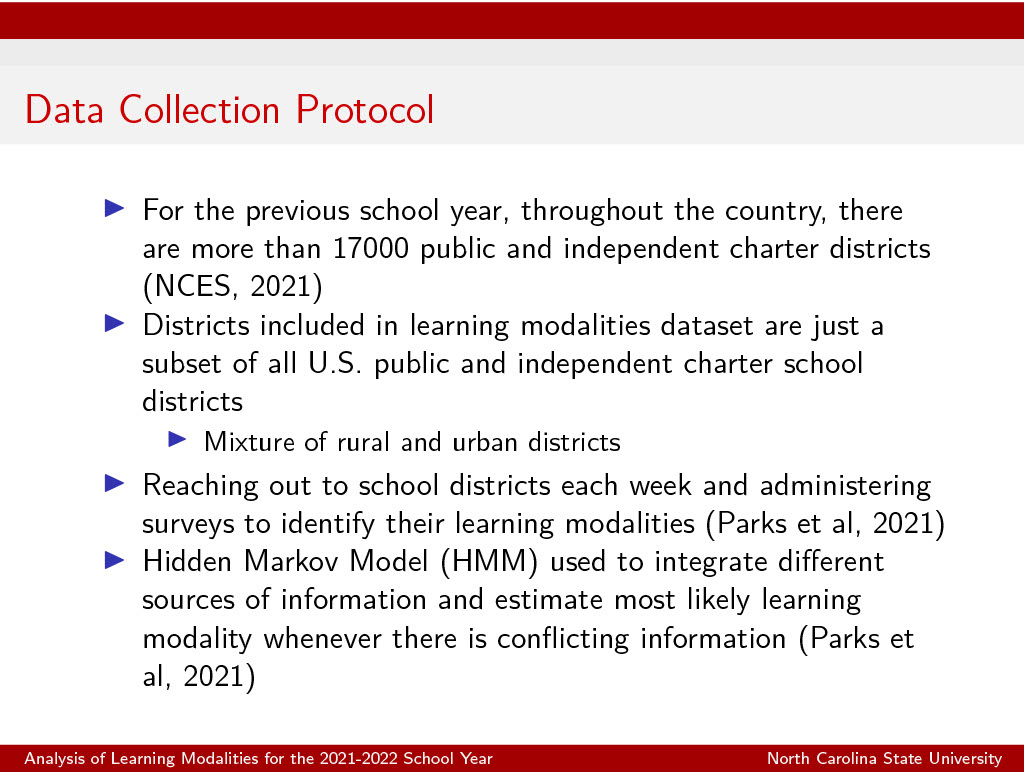 Data Collection Protocol
For the previous school year, throughout the country, there
are more than 17000 public and independent charter districts
(NCES, 2021)
Districts included in learning modalities dataset are just a
subset of all U.S. public and independent charter school
districts
Mixture of rural and urban districts
Reaching out to school districts each week and administering
surveys to identify their learning modalities (Parks et al, 2021)
Hidden Markov Model (HMM) used to integrate different
sources of information and estimate most likely learning
modality whenever there is conflicting information (Parks et
al, 2021)
Analysis of Learning Modalities for the 2021-2022 School Year
North Carolina State University